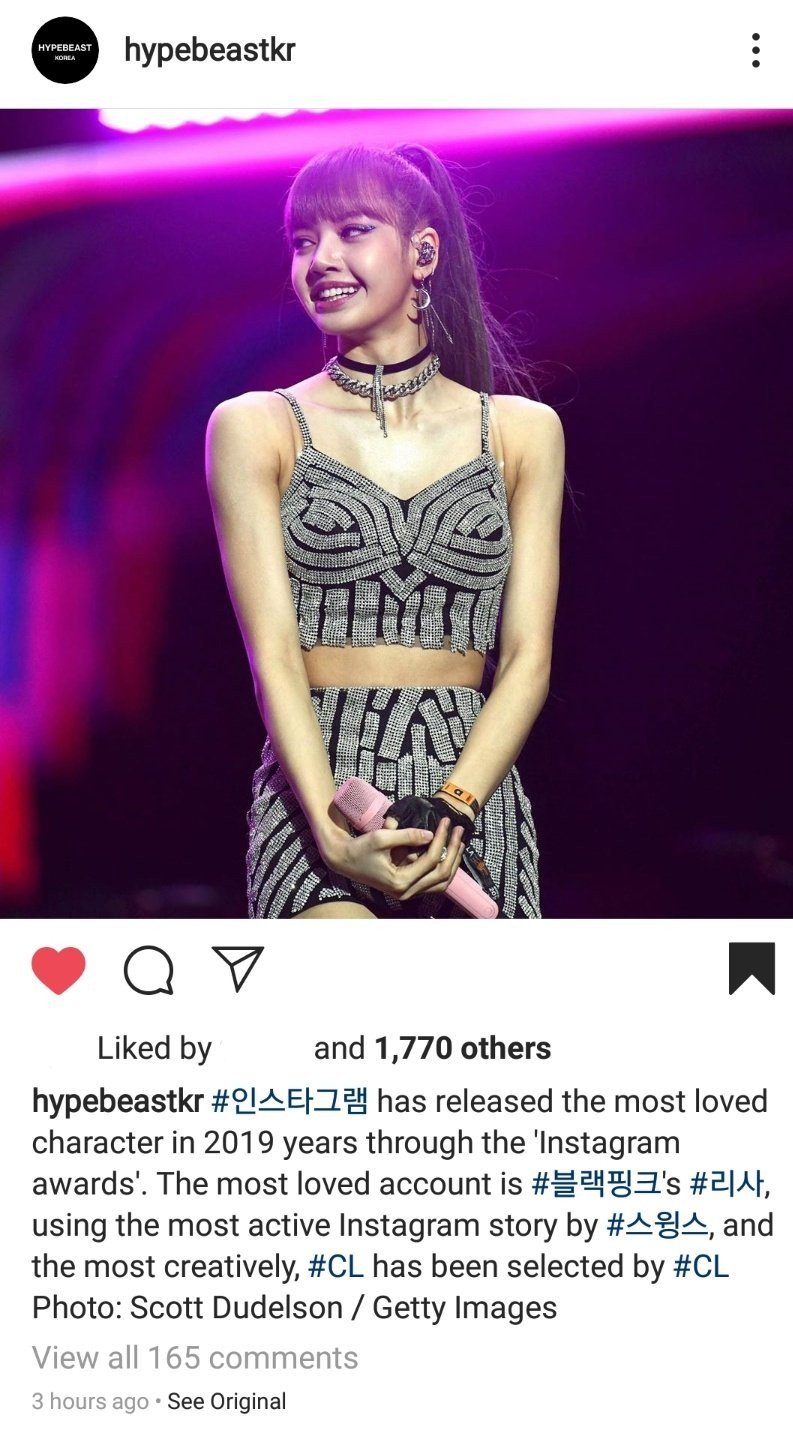 HYPEBEAST
KOREA
hypebeastkr
Liked by and 1,770 others
hypebeastkr #인스타그램 has released the most loved
character in 2019 years through the 'Instagram
awards'. The most loved account is #블랙핑크's #리사,
using the most active Instagram story by #스윙스, and
the most creatively, #CL has been selected by #CL
Photo: Scott Dudelson / Getty Images
View all 165 comments
3 hours ago • See Original